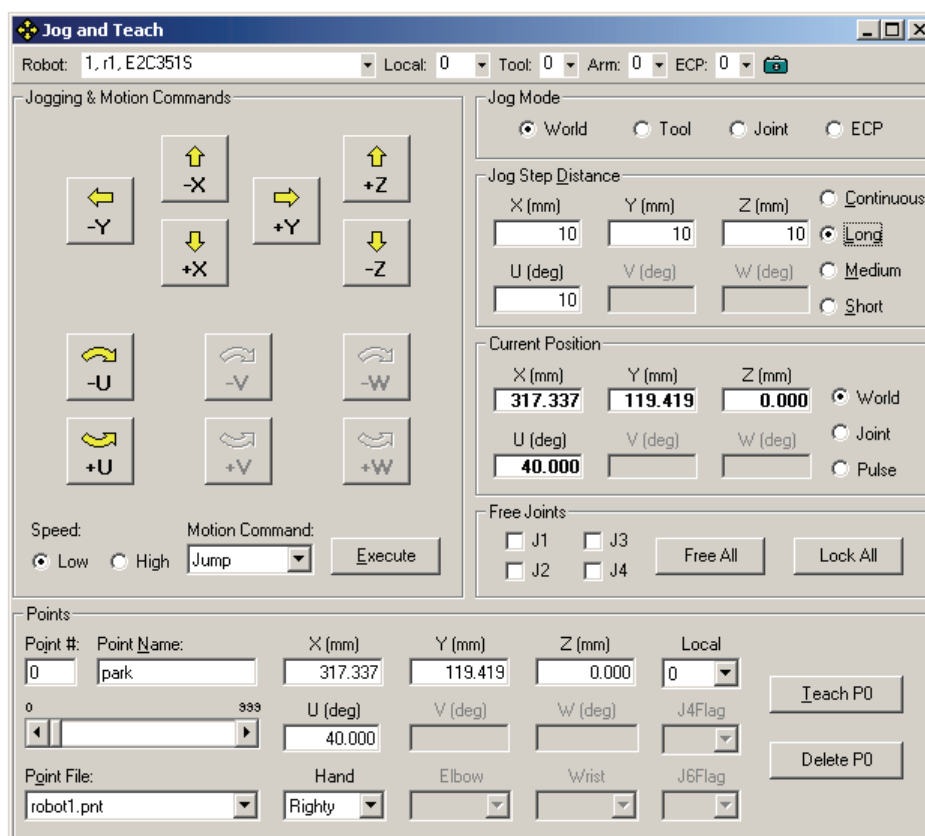 Jog and Teach
Robot: 1, r1, E2C351S Local: 0 Tool: 0 Arm: 0 ECP: 0
Jogging & Motion Commands
-X
+Z
-Y
+Y
+X
-Z
-U
-V
-W
+U
+V
+W
Speed:
Low High
Motion Command:
Jump
Execute
Jog Mode
World Tool Joint ECP
Jog Step Distance
X (mm) Y (mm) Z (mm)
10 10 10
U (deg) V (deg) W (deg)
10
Continuous
Long
Medium
Short
Current Position
X (mm) Y (mm) Z (mm)
317.337 119.419 0.000
U (deg) V (deg) W (deg)
40.000
World
Joint
Pulse
Free Joints
J1 J3
J2 J4
Free All
Lock All
Points
Point #: Point Name: X (mm) Y (mm) Z (mm) Local
0 park 317.337 119.419 0.000 0
0 999
U (deg) V (deg) W (deg) J4Flag
40.000
Point File: Hand Elbow Wrist J6Flag
robot1.pnt Righty
Teach P0
Delete P0